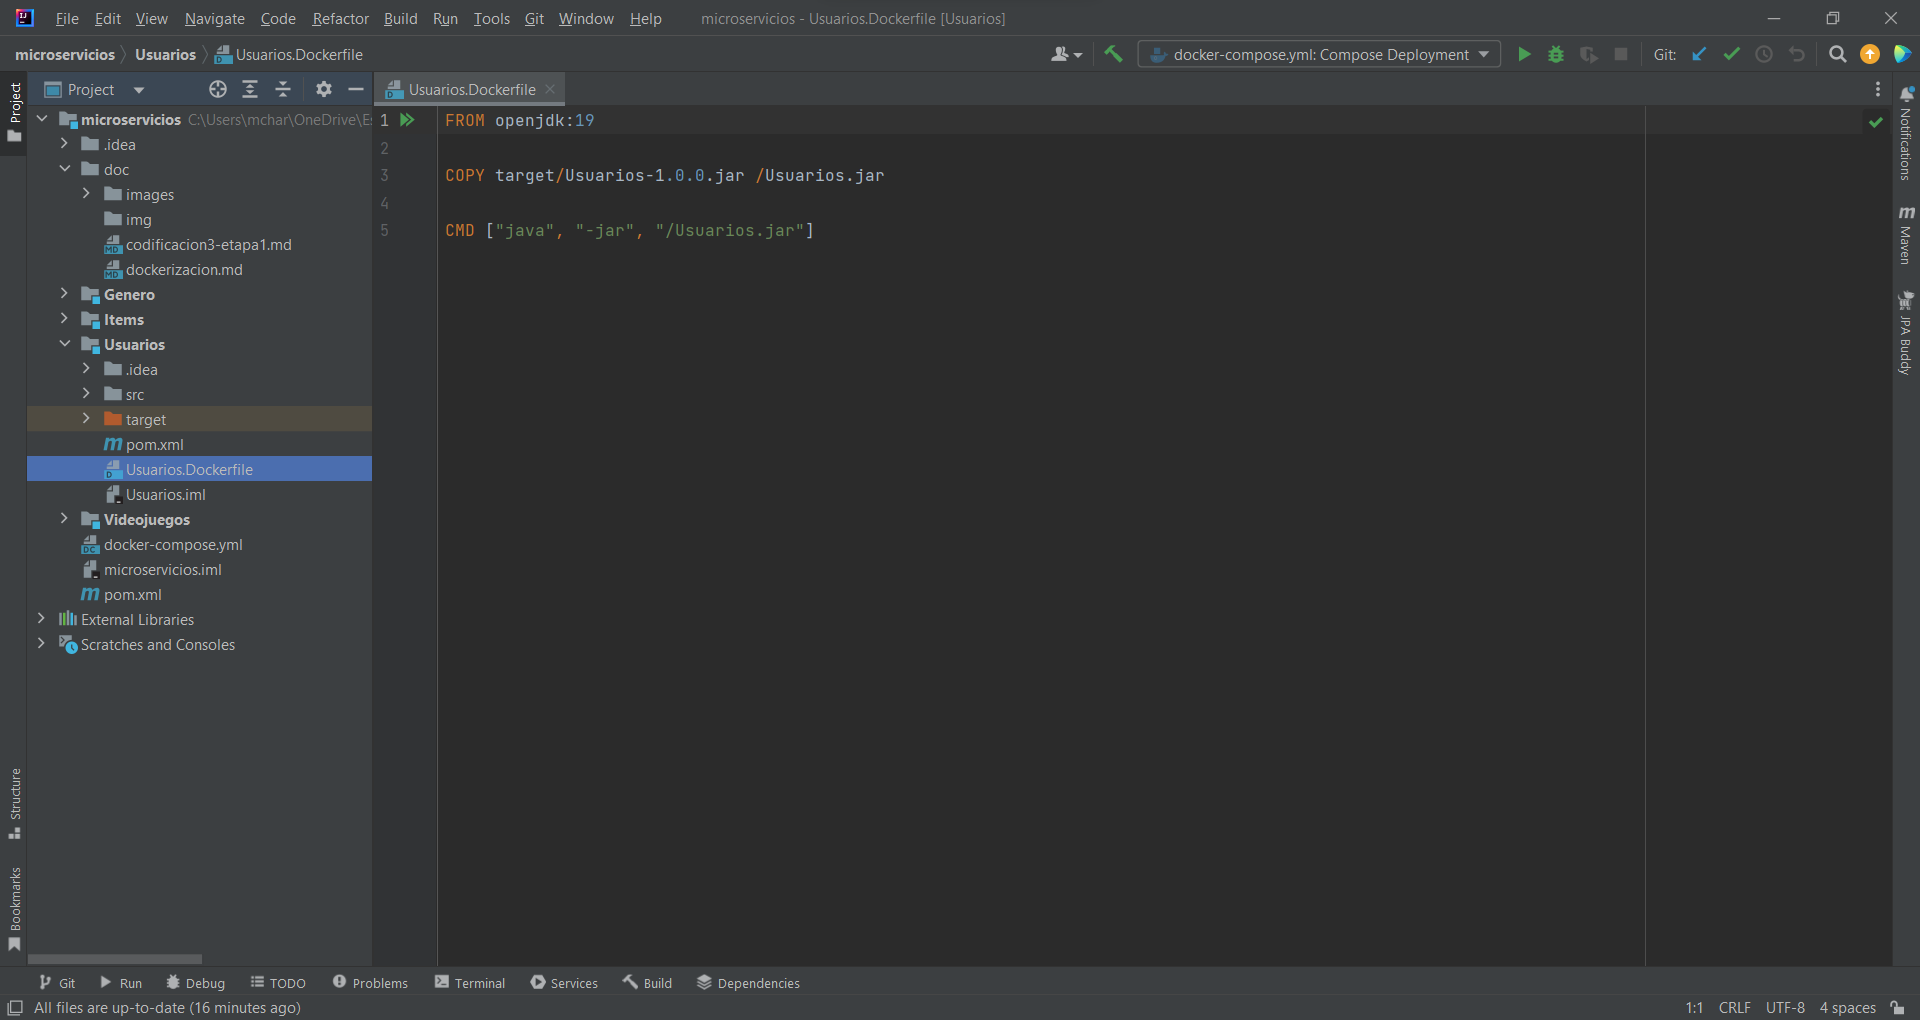 File Edit View Navigate Code Refactor Build Run Tools Git Window Help microservicios - Usuarios.Dockerfile [Usuarios]
microservicios Usuarios Usuarios.Dockerfile docker-compose.yml: Compose Deployment Git:
Project
Project
Usuarios.Dockerfile
microservicios C:\Users\mchar\OneDrive\Es
.idea
doc
images
img
codificacion3-etapa1.md
dockerizacion.md
Genero
Items
Usuarios
.idea
src
target
pom.xml
Usuarios.Dockerfile
Usuarios.iml
Videojuegos
docker-compose.yml
microservicios.iml
pom.xml
External Libraries
Scratches and Consoles
Structure
Bookmarks
1 FROM openjdk:19
2
3 COPY target/Usuarios-1.0.0.jar /Usuarios.jar
4
5 CMD ["java", "-jar", "/Usuarios.jar"]
Notifications
Maven
JPA Buddy
Git Run Debug TODO Problems Terminal Services Build Dependencies
All files are up-to-date (16 minutes ago) 1:1 CRLF UTF-8 4 spaces